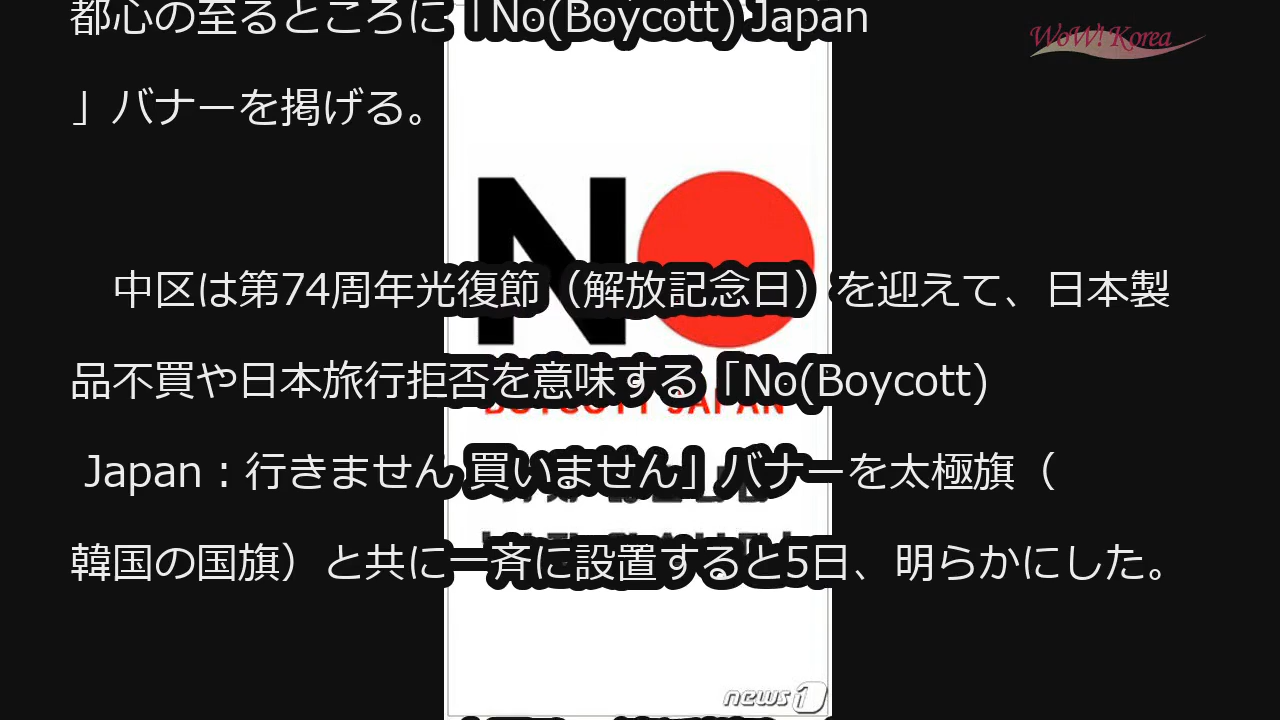 都心の至るところに「No(Boycott) Japan
WoW! Korea
」バナーを掲げる。
NO
中区は第74周年光復節（解放記念日）を迎えて、日本製
品不買や日本旅行拒否を意味する「No(Boycott)
BOYCOTT JAPAN
Japan：行きません 買いません」バナーを太極旗（
韓国の国旗）と共に一斉に設置すると5日、明らかにした。
news1